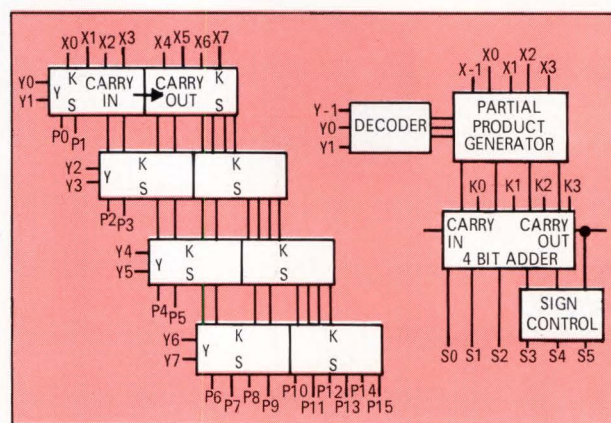 X0 X1 X2 X3 X4 X5 X6 X7
Y0
Y1
K CARRY IN CARRY OUT K
Y S S
P0 P1
Y2
Y3
K K
Y S S
P2 P3
Y4
Y5
K K
Y S S
P4 P5
Y6
Y7
K K
Y S S
P6 P7 P8 P9 P10 P11 P12 P13 P14 P15
X-1 X0 X1 X2 X3
Y-1
Y0
Y1
DECODER
PARTIAL
PRODUCT
GENERATOR
K0 K1 K2 K3
CARRY IN
CARRY OUT
4 BIT ADDER
SIGN
CONTROL
S0 S1 S2 S3 S4 S5